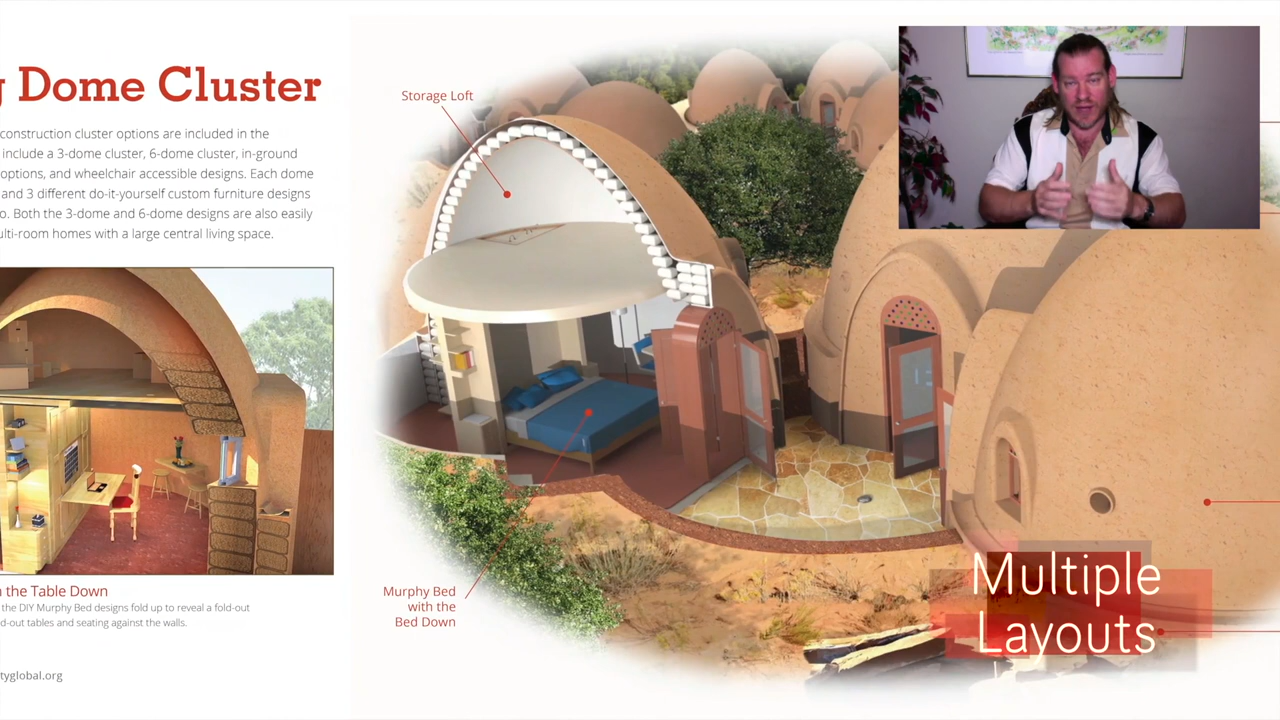 Dome Cluster
construction cluster options are included in the
include a 3-dome cluster, 6-dome cluster, in-ground
options, and wheelchair accessible designs. Each dome
and 3 different do-it-yourself custom furniture designs
o. Both the 3-dome and 6-dome designs are also easily
ulti-room homes with a large central living space.
the Table Down
the DIY Murphy Bed designs fold up to reveal a fold-out
d-out tables and seating against the walls.
tyglobal.org
Storage Loft
Murphy Bed
with the
Bed Down
Multiple
Layouts